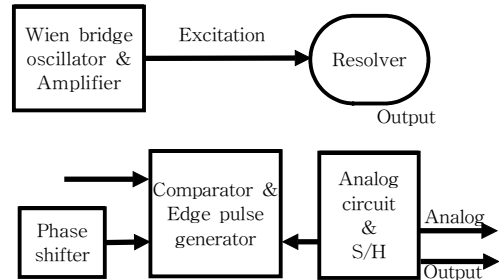 Wien bridge
oscillator &
Amplifier
Excitation
Resolver
Output
Comparator &
Edge pulse
generator
Phase
shifter
Analog
circuit
&
S/H
Analog
Output